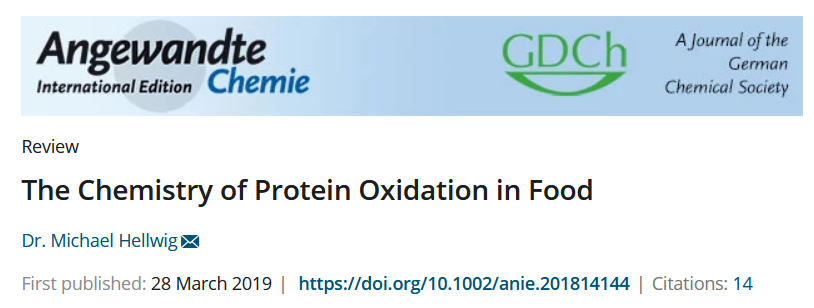 Angewandte
International Edition Chemie
GDCh
A Journal of the
German
Chemical Society
Review
The Chemistry of Protein Oxidation in Food
Dr. Michael Hellwig
First published: 28 March 2019 | https://doi.org/10.1002/anie.201814144 | Citations: 14